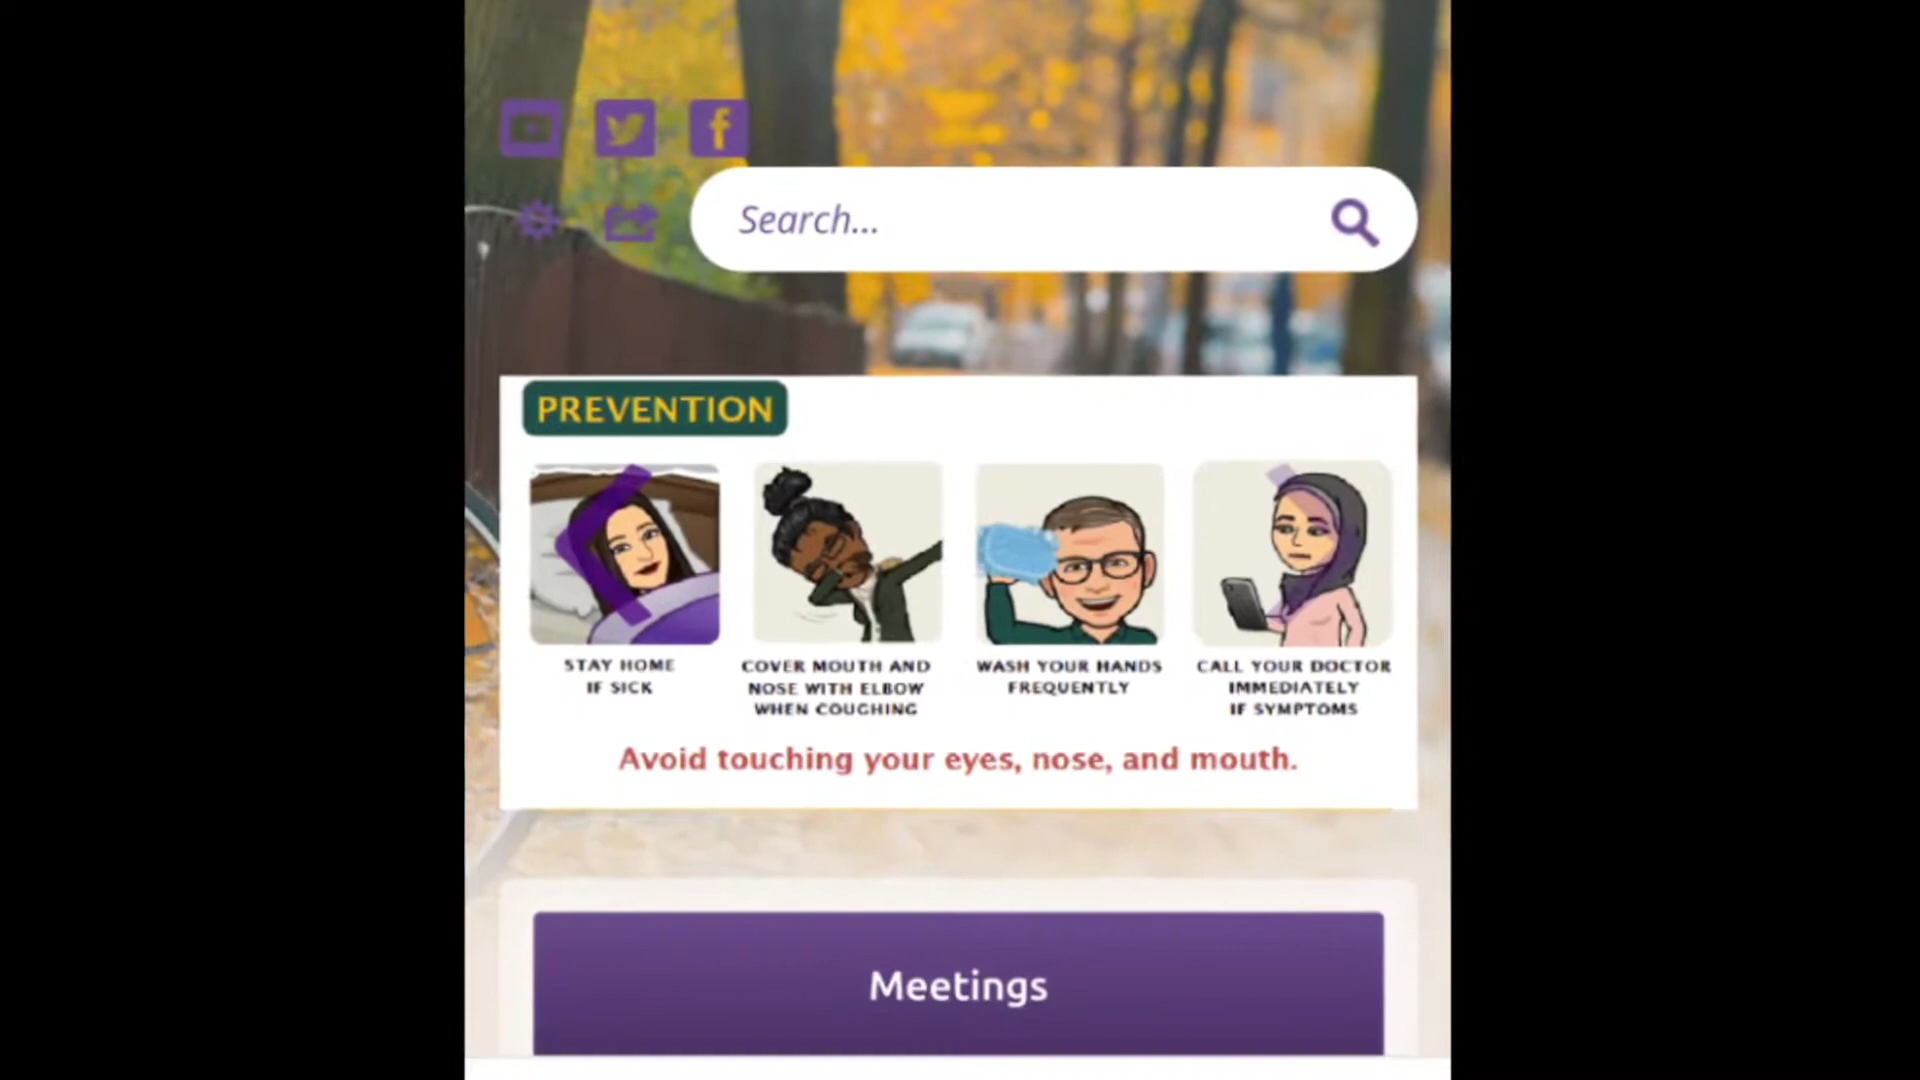 Search...
PREVENTION
STAY HOME
IF SICK
COVER MOUTH AND
NOSE WITH ELBOW
WHEN COUGHING
WASH YOUR HANDS
FREQUENTLY
CALL YOUR DOCTOR
IMMEDIATELY
IF SYMPTOMS
Avoid touching your eyes, nose, and mouth.
Meetings